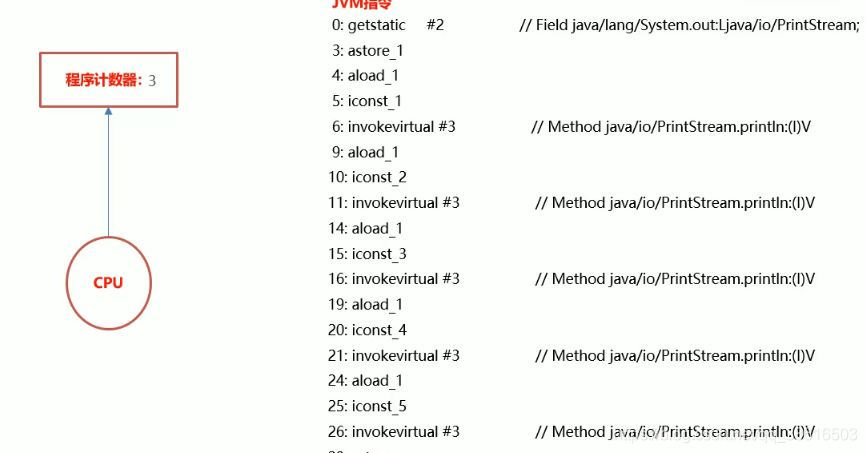 JVM指令
0: getstatic #2 // Field java/lang/System.out:Ljava/io/PrintStream;
程序计数器: 3
3: astore_1
4: aload_1
5: iconst_1
6: invokevirtual #3 // Method java/io/PrintStream.println:(I)V
9: aload_1
10: iconst_2
11: invokevirtual #3 // Method java/io/PrintStream.println:(I)V
14: aload_1
15: iconst_3
CPU
16: invokevirtual #3 // Method java/io/PrintStream.println:(I)V
19: aload_1
20: iconst_4
21: invokevirtual #3 // Method java/io/PrintStream.println:(I)V
24: aload_1
25: iconst_5
26: invokevirtual #3 // Method java/io/PrintStream.println:(I)V